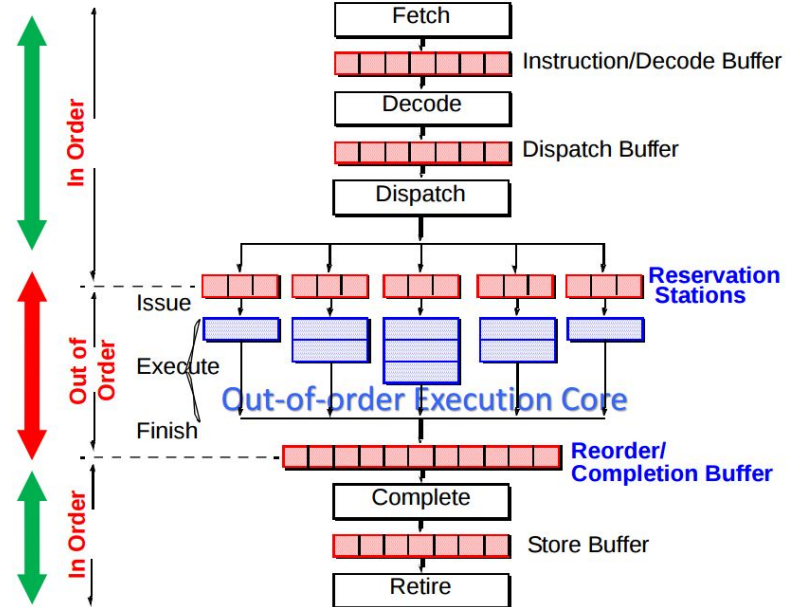 Fetch
Instruction/Decode Buffer
Decode
Dispatch Buffer
Dispatch
In Order
Reservation
Stations
Issue
Execute
Out of
Order
Out-of-order Execution Core
Finish
Reorder/
Completion Buffer
Complete
In Order
Store Buffer
Retire